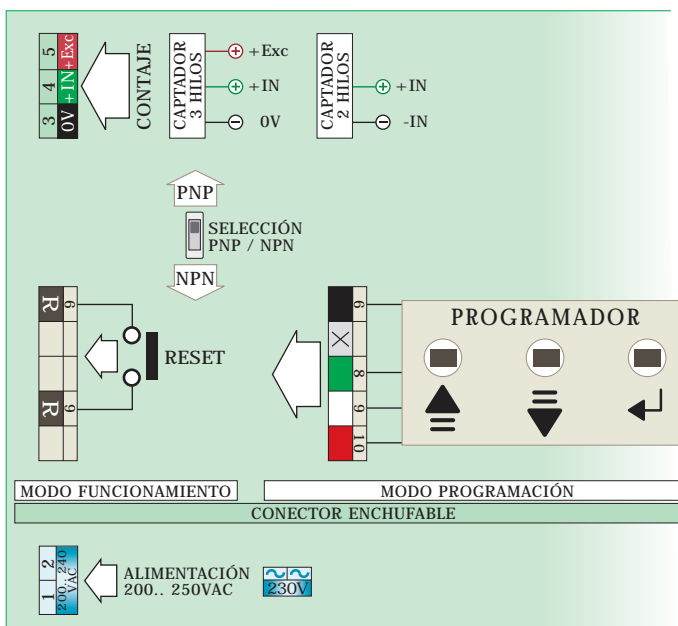 5 +Exc
4 +IN
3 0V
CONTAJE
CAPTADOR
3 HILOS
+Exc
+IN
0V
CAPTADOR
2 HILOS
+IN
-IN
PNP
SELECCIÓN
PNP / NPN
NPN
R 6
R 9
RESET
6
X
8
9
10
PROGRAMADOR
MODO FUNCIONAMIENTO
MODO PROGRAMACIÓN
CONECTOR ENCHUFABLE
2
1
200.. 240
VAC
ALIMENTACIÓN
200.. 250VAC
230V